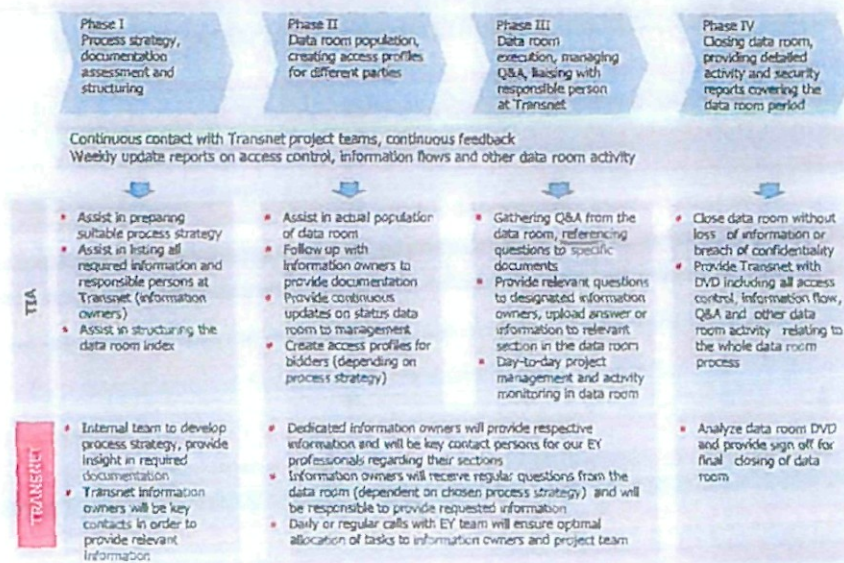 Phase I
Process strategy,
documentation
assessment and
structuring
Phase II
Data room population,
creating access profiles
for different parties
Phase III
Data room
execution, managing
Q&A, liaising with
responsible person
at Transnet
Phase IV
Closing data room,
providing detailed
activity and security
reports covering the
data room period
Continuous contact with Transnet project teams, continuous feedback
Weekly update reports on access control, information flows and other data room activity
TTA
• Assist in preparing
suitable process strategy
• Assist in listing all
required information and
responsible persons at
Transnet (information
owners)
• Assist in structuring the
data room index
• Assist in actual population
of data room
• Follow up with
information owners to
provide documentation
• Provide continuous
updates on status data
room to management
• Create access profiles for
bidders (depending on
process strategy)
• Gathering Q&A from the
data room, referencing
questions to specific
documents
• Provide relevant questions
to designated information
owners, upload answer or
information to relevant
section in the data room
• Day-to-day project
management and activity
monitoring in data room
• Close data room without
loss of information or
breach of confidentiality
• Provide Transnet with
DVD including all access
control, information flow,
Q&A and other data
room activity relating to
the whole data room
process
TRANSNET
• Internal team to develop
process strategy, provide
insight in required
documentation
• Transnet information
owners will be key
contacts in order to
provide relevant
information
• Dedicated information owners will provide respective
information and will be key contact persons for our EY
professionals regarding their sections
• Information owners will receive regular questions from the
data room (dependent on chosen process strategy) and will
be responsible to provide requested information
• Daily or regular calls with EY team will ensure optimal
allocation of tasks to information owners and project team
• Analyze data room DVD
and provide sign off for
final closing of data
room